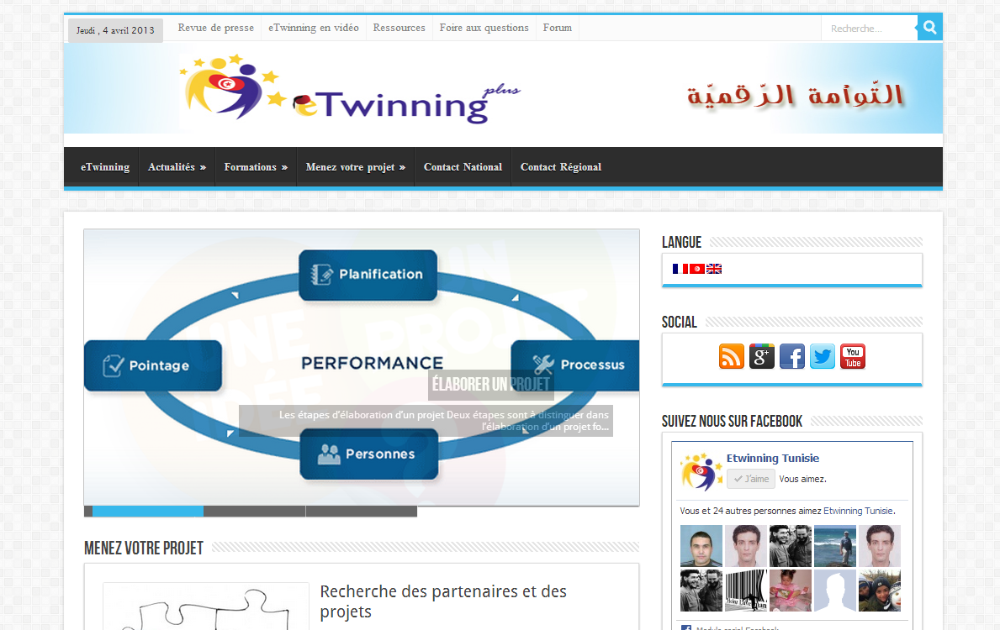 Jeudi , 4 avril 2013
Revue de presse
eTwinning en vidéo
Ressources
Foire aux questions
Forum
Recherche...
eTwinning plus
التّوأمة الرّقميّة
eTwinning
Actualités »
Formations »
Menez votre projet »
Contact National
Contact Régional
Planification
Pointage
PERFORMANCE
Processus
Personnes
ÉLABORER UN PROJET
Les étapes d'élaboration d'un projet Deux étapes sont à distinguer dans
l'élaboration d'un projet fo...
UNE
IDÉE
UN
PROJET
?
LANGUE
SOCIAL
g+
You
Tube
SUIVEZ NOUS SUR FACEBOOK
Etwinning Tunisie
J'aime
Vous aimez.
Vous et 24 autres personnes aimez Etwinning Tunisie.
Module social Facebook
MENEZ VOTRE PROJET
Recherche des partenaires et des
projets